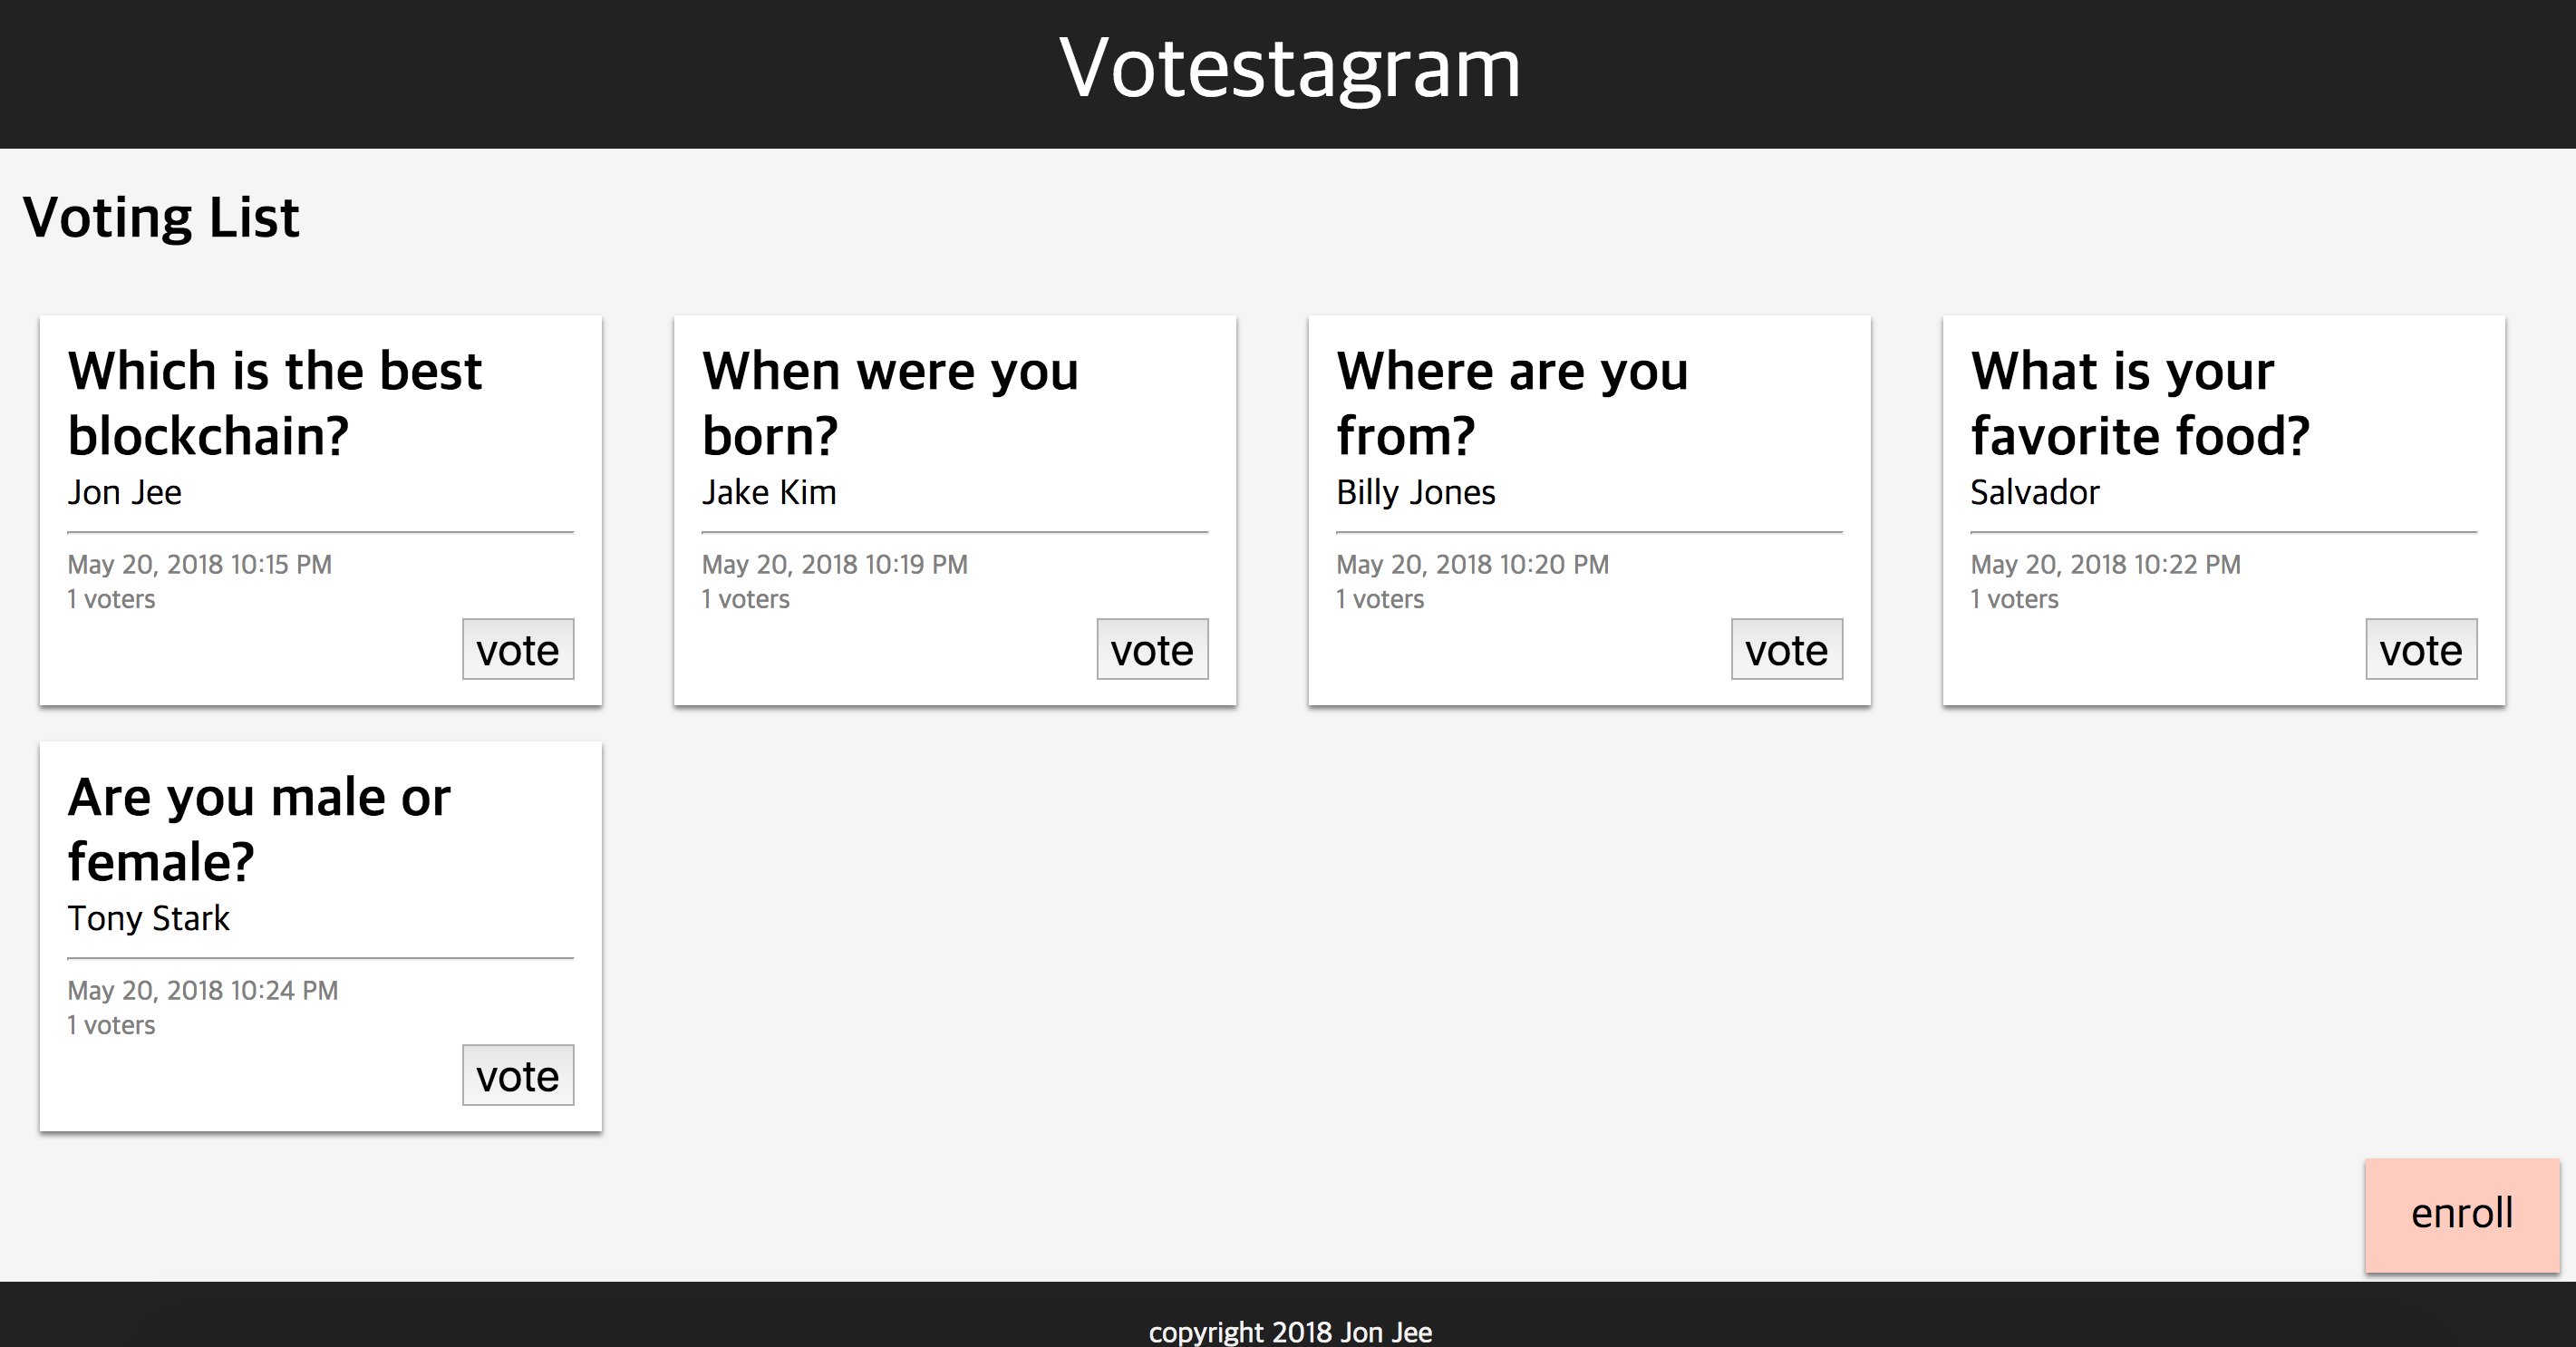 Votestagram
Voting List
Which is the best
blockchain?
Jon Jee
May 20, 2018 10:15 PM
1 voters
vote
When were you
born?
Jake Kim
May 20, 2018 10:19 PM
1 voters
vote
Where are you
from?
Billy Jones
May 20, 2018 10:20 PM
1 voters
vote
What is your
favorite food?
Salvador
May 20, 2018 10:22 PM
1 voters
vote
Are you male or
female?
Tony Stark
May 20, 2018 10:24 PM
1 voters
vote
enroll
copyright 2018 Jon Jee